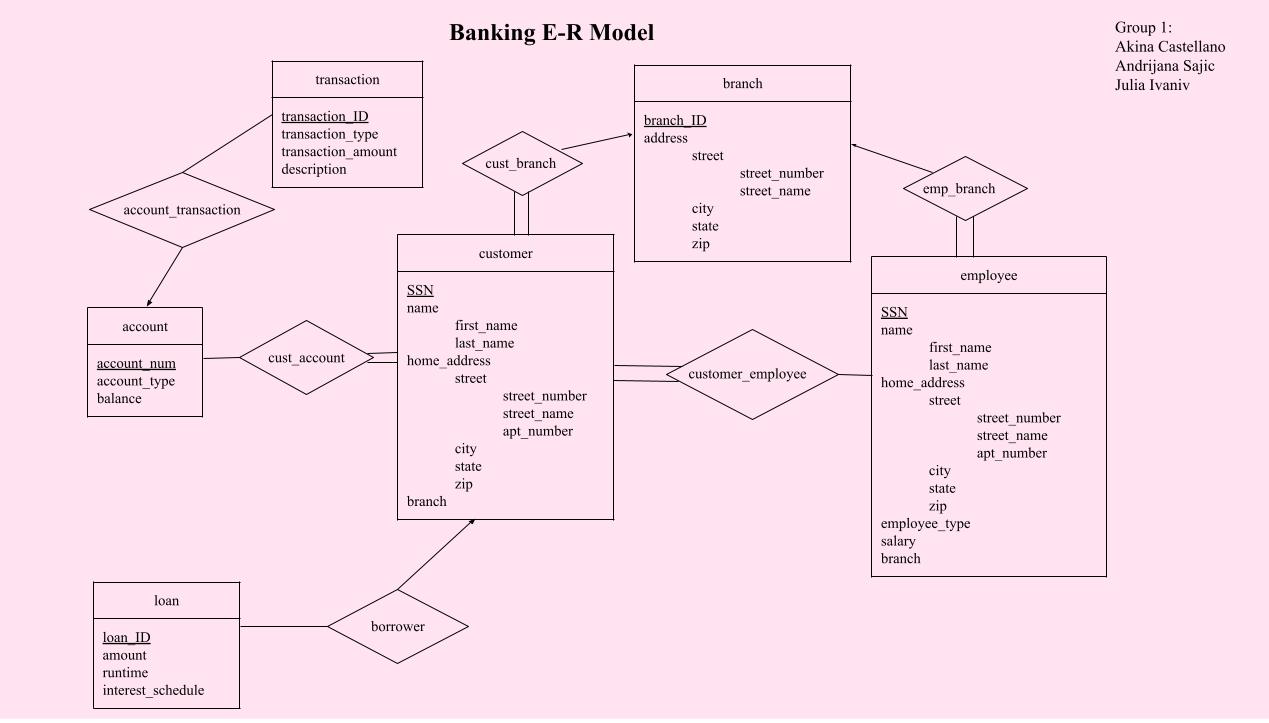 Banking E-R Model
Group 1:
Akina Castellano
Andrijana Sajic
Julia Ivaniv
transaction
transaction_ID
transaction_type
transaction_amount
description
branch
branch_ID
address
street
street_number
street_name
city
state
zip
cust_branch
emp_branch
account_transaction
customer
SSN
name
first_name
last_name
home_address
street
street_number
street_name
apt_number
city
state
zip
branch
employee
SSN
name
first_name
last_name
home_address
street
street_number
street_name
apt_number
city
state
zip
employee_type
salary
branch
account
account_num
account_type
balance
cust_account
customer_employee
loan
loan_ID
amount
runtime
interest_schedule
borrower